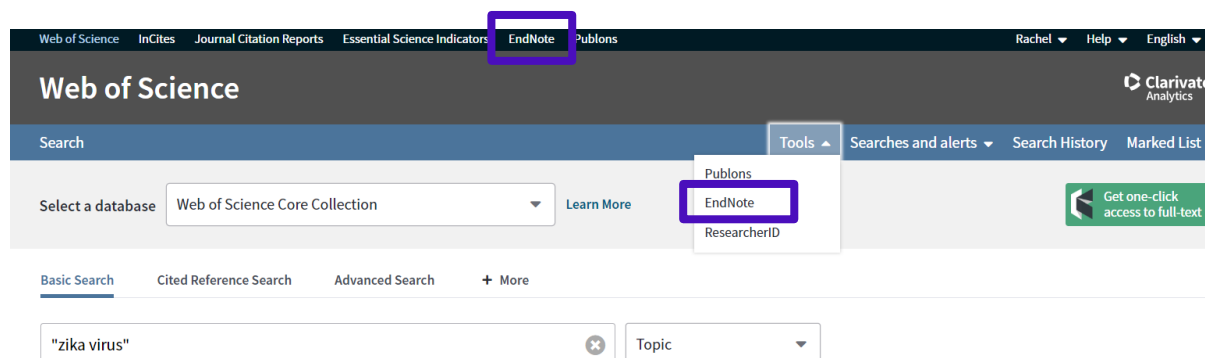 Web of Science InCites Journal Citation Reports Essential Science Indicators EndNote Publons Rachel Help English
Web of Science
Clarivate
Analytics
Search Tools Searches and alerts Search History Marked List
Publons
EndNote
ResearcherID
Select a database Web of Science Core Collection Learn More
Get one-click
access to full-text
Basic Search Cited Reference Search Advanced Search + More
"zika virus" Topic